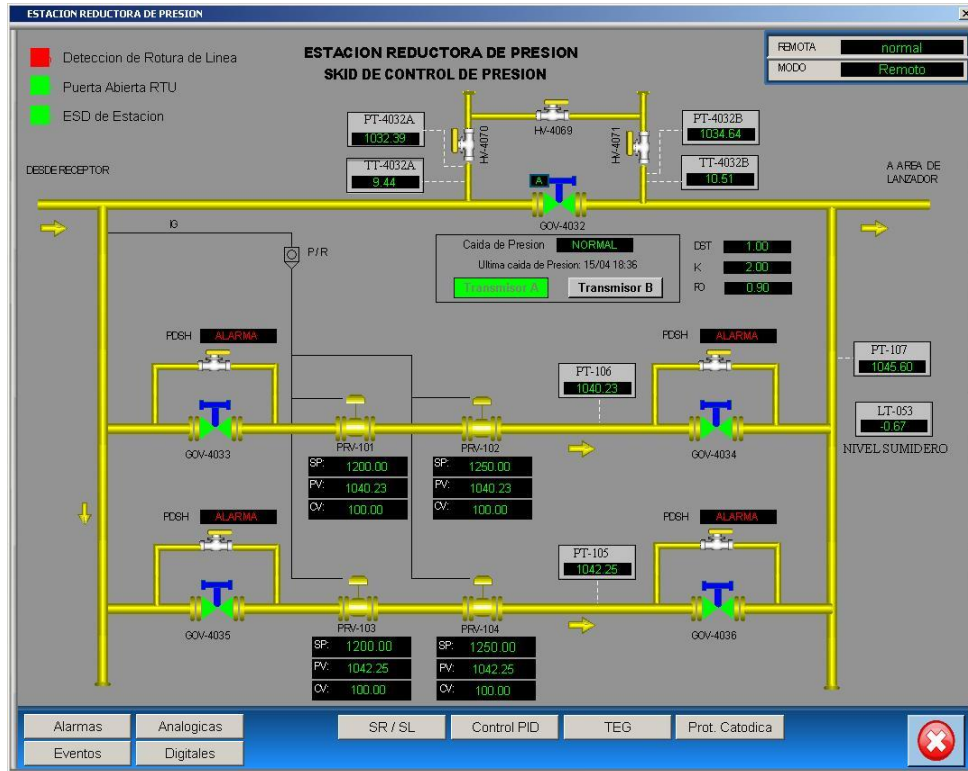 ESTACION REDUCTORA DE PRESION
Deteccion de Rotura de Linea
Puerta Abierta RTU
ESD de Estacion
ESTACION REDUCTORA DE PRESION
SKID DE CONTROL DE PRESION
REMOTA normal
MODO Remoto
PT-4032A
1032.39
TT-4032A
9.44
HV-4070
HV-4069
HV-4071
PT-4032B
1034.64
TT-4032B
10.51
DESDE RECEPTOR
A AREA DE
LANZADOR
A
GOV-4032
IG
P/R
Caida de Presion NORMAL
Ultima caida de Presion: 15/04 18:36
Transmisor A Transmisor B
DST 1.00
K 2.00
PO 0.90
PDSH ALARMA
GOV-4033
PRV-101
SP: 1200.00
PV: 1040.23
CV: 100.00
PRV-102
SP: 1250.00
PV: 1040.23
CV: 100.00
PT-106
1040.23
PDSH ALARMA
GOV-4034
PT-107
1045.60
LT-053
-0.67
NIVEL SUMIDERO
PDSH ALARMA
GOV-4035
PRV-103
SP: 1200.00
PV: 1042.25
CV: 100.00
PRV-104
SP: 1250.00
PV: 1042.25
CV: 100.00
PT-105
1042.25
PDSH ALARMA
GOV-4036
Alarmas Analogicas SR / SL Control PID TEG Prot. Catodica
Eventos Digitales